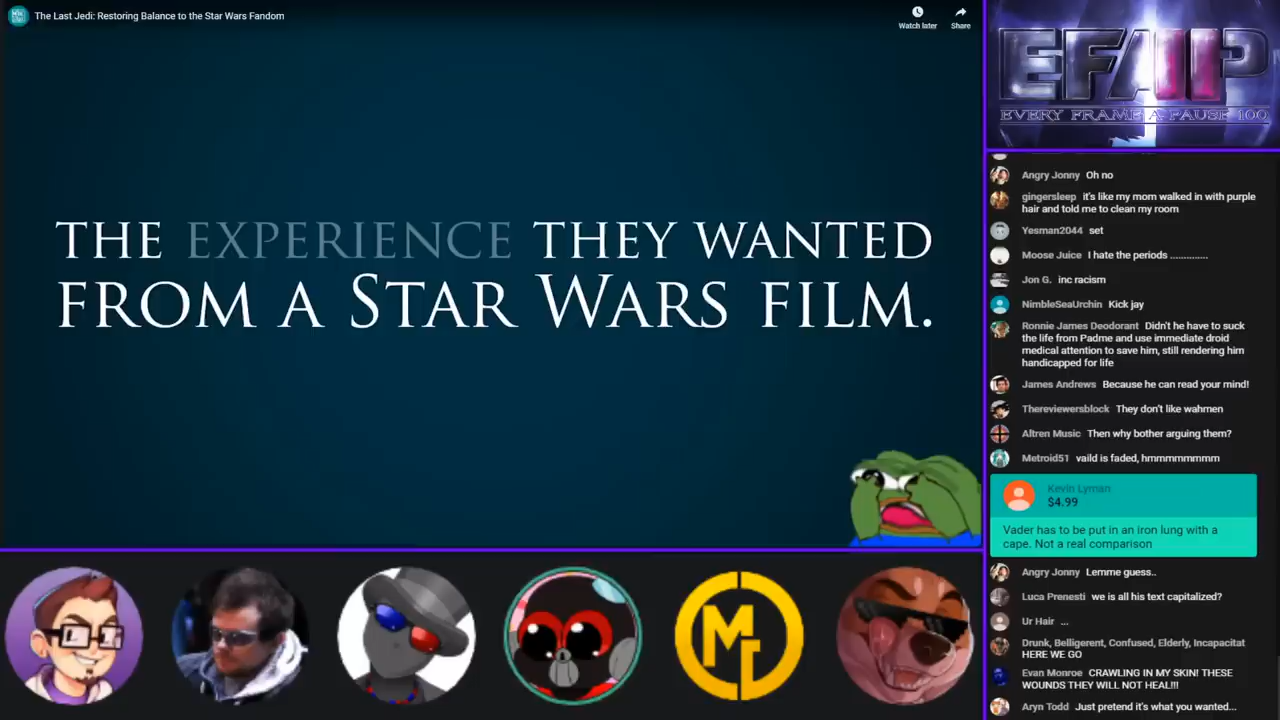 The Last Jedi: Restoring Balance to the Star Wars Fandom
Watch later
Share
THE EXPERIENCE THEY WANTED
FROM A STAR WARS FILM.
EFAP
EVERY FRAME A PAUSE 100
Angry Jonny Oh no
gingersleep it's like my mom walked in with purple
hair and told me to clean my room
Yesman2044 set
Moose Juice I hate the periods ..............
Jon G. inc racism
NimbleSeaUrchin Kick jay
Ronnie James Deodorant Didn't he have to suck
the life from Padme and use immediate droid
medical attention to save him, still rendering him
handicapped for life
James Andrews Because he can read your mind!
Thereviewersblock They don't like wahmen
Altren Music Then why bother arguing them?
Metroid51 vaild is faded, hmmmmmmmm
Kevin Lyman
$4.99
Vader has to be put in an iron lung with a
cape. Not a real comparison
Angry Jonny Lemme guess..
Luca Prenesti we is all his text capitalized?
Ur Hair ...
Drunk, Belligerent, Confused, Elderly, Incapacitat
HERE WE GO
Evan Monroe CRAWLING IN MY SKIN! THESE
WOUNDS THEY WILL NOT HEAL!!!
Aryn Todd Just pretend it's what you wanted...